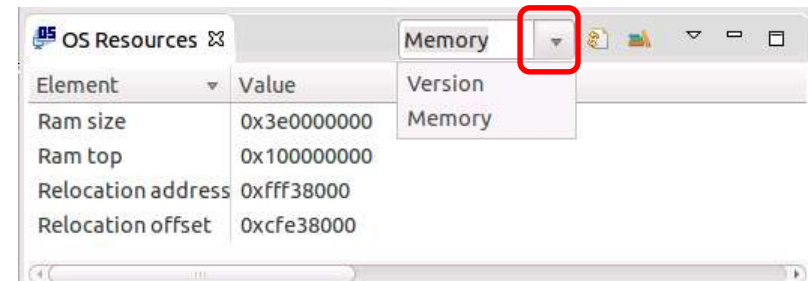 OS OS Resources Memory
Element Value Version
Ram size 0x3e0000000 Memory
Ram top 0x100000000
Relocation address 0xfff38000
Relocation offset 0xcfe38000